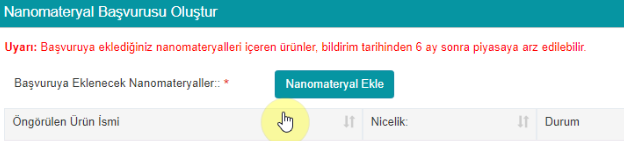 Nanomateryal Başvurusu Oluştur
Uyarı: Başvuruya eklediğiniz nanomateryalleri içeren ürünler, bildirim tarihinden 6 ay sonra piyasaya arz edilebilir.
Başvuruya Eklenecek Nanomateryaller:: * Nanomateryal Ekle
Öngörülen Ürün İsmi Nicelik: Durum